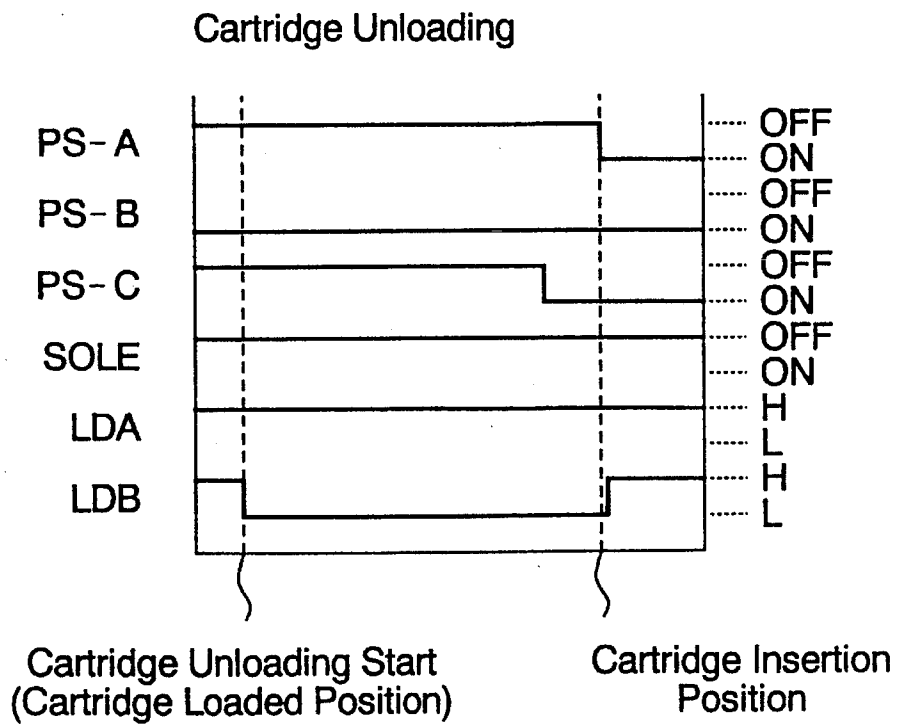 Cartridge Unloading
PS-A
OFF
ON
PS-B
OFF
ON
PS-C
OFF
ON
SOLE
OFF
ON
LDA
H
L
LDB
H
L
Cartridge Unloading Start
(Cartridge Loaded Position)
Cartridge Insertion
Position